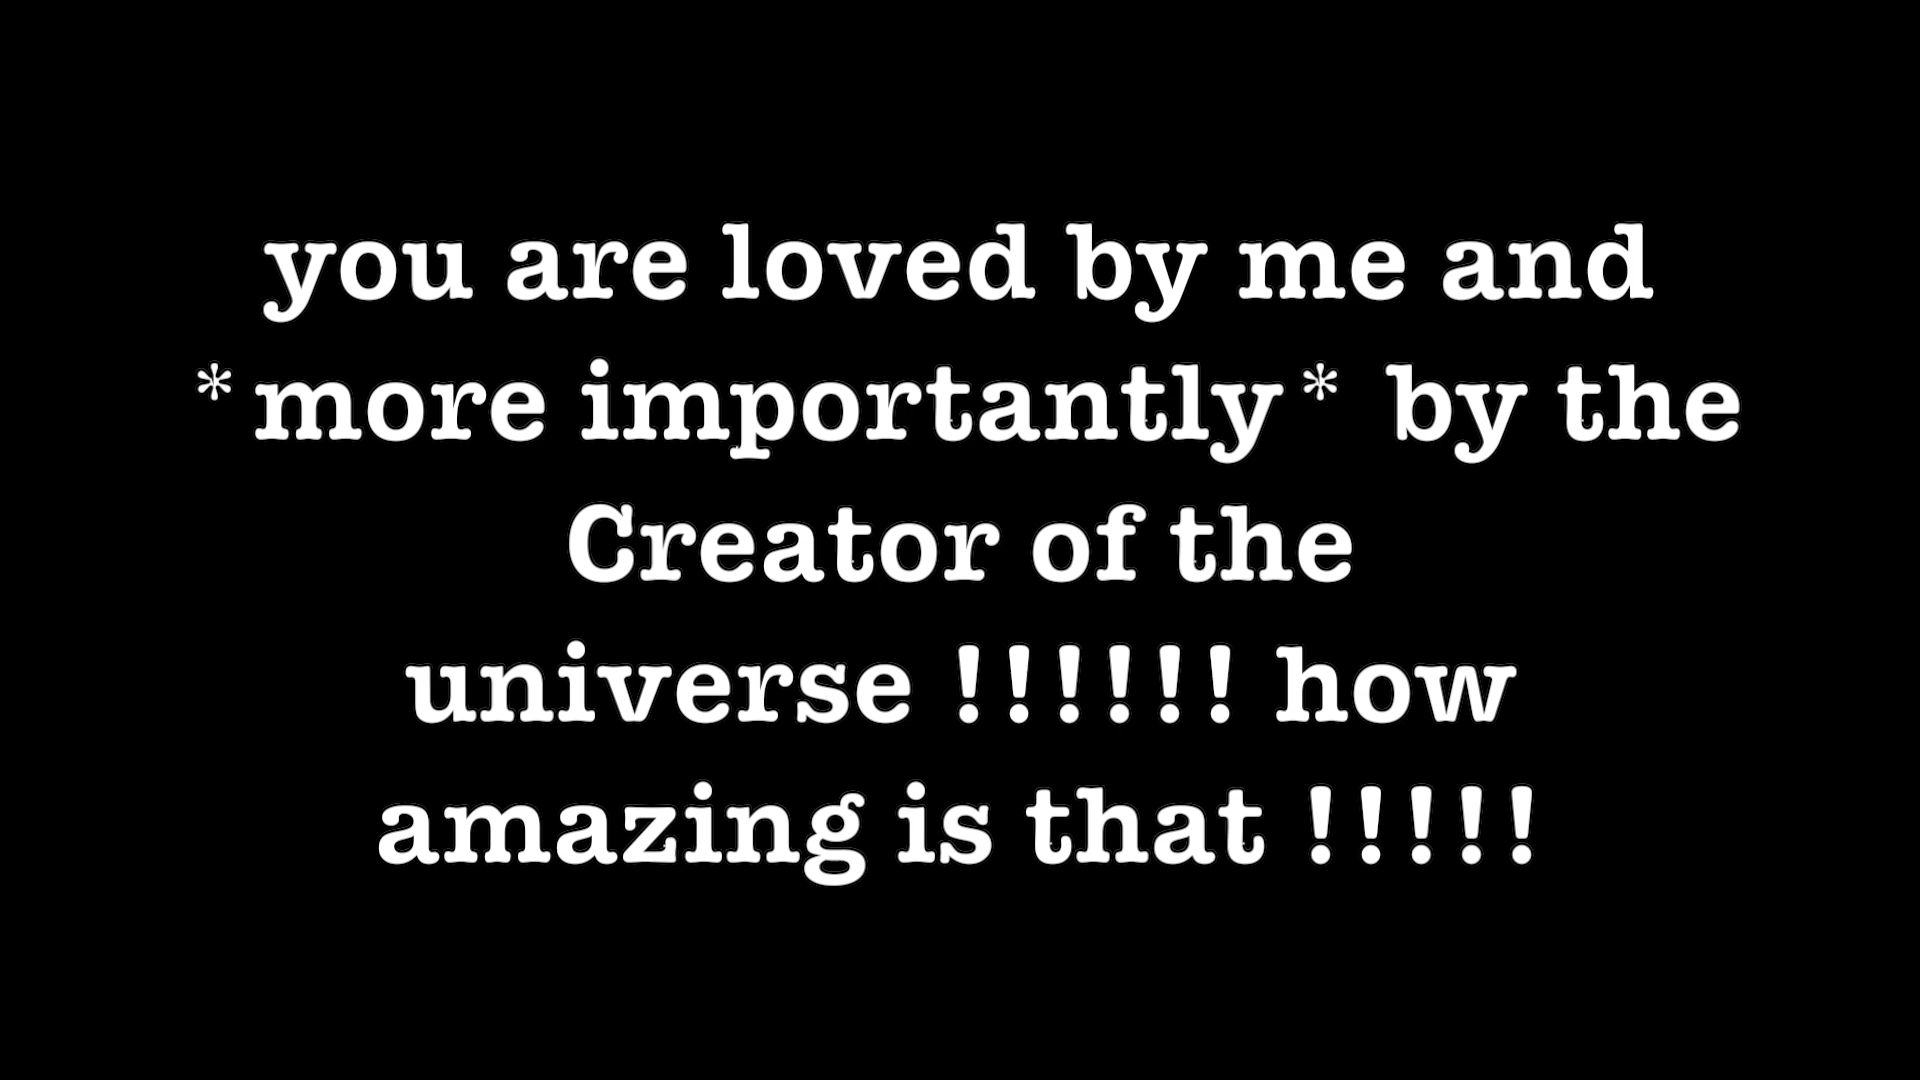 you are loved by me and
*more importantly* by the
Creator of the
universe !!!!!! how
amazing is that !!!!!